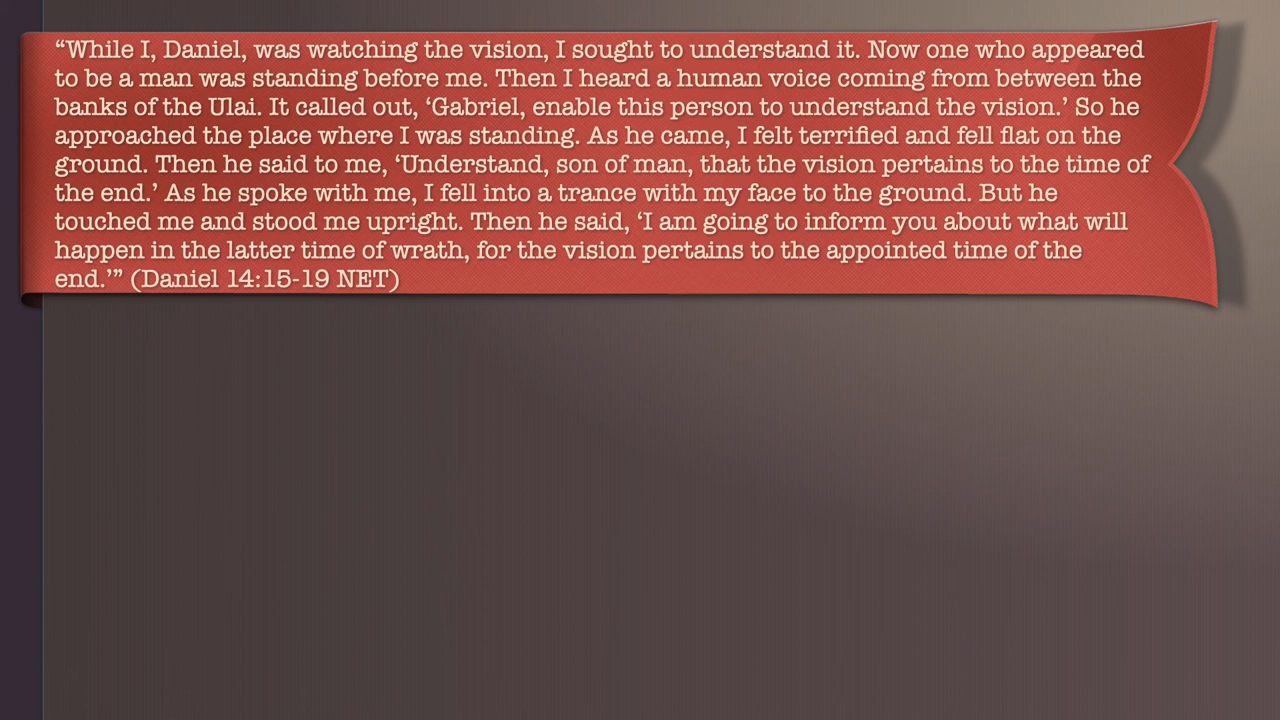 “While I, Daniel, was watching the vision, I sought to understand it. Now one who appeared
to be a man was standing before me. Then I heard a human voice coming from between the
banks of the Ulai. It called out, ‘Gabriel, enable this person to understand the vision.’ So he
approached the place where I was standing. As he came, I felt terrified and fell flat on the
ground. Then he said to me, ‘Understand, son of man, that the vision pertains to the time of
the end.’ As he spoke with me, I fell into a trance with my face to the ground. But he
touched me and stood me upright. Then he said, ‘I am going to inform you about what will
happen in the latter time of wrath, for the vision pertains to the appointed time of the
end.’” (Daniel 14:15-19 NET)